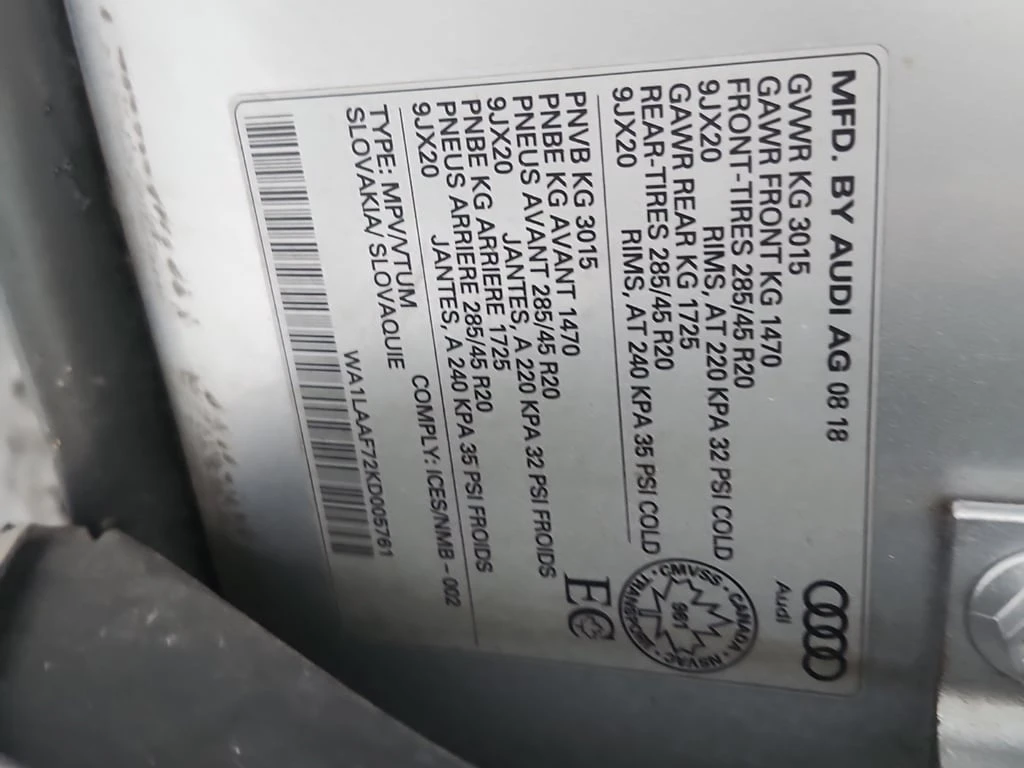 MFD. BY AUDI AG 08 18
GVWR KG 3015
GAWR FRONT KG 1470
FRONT-TIRES 285/45 R20
9JX20 RIMS, AT 220 KPA 32 PSI COLD
GAWR REAR KG 1725
REAR-TIRES 285/45 R20
9JX20 RIMS, AT 240 KPA 35 PSI COLD
PNVB KG 3015
PNBE KG AVANT 1470
PNEUS AVANT 285/45 R20
9JX20 JANTES, A 220 KPA 32 PSI FROIDS
PNBE KG ARRIERE 1725
PNEUS ARRIERE 285/45 R20
9JX20 JANTES, A 240 KPA 35 PSI FROIDS
TYPE: MPV/VTUM COMPLY: ICES/NMB-002
SLOVAKIA/ SLOVAQUIE
WA1LAAF72KD005761
Audi
CMVSS · CANADA · NSVAC · TRANSPORT
961
EC